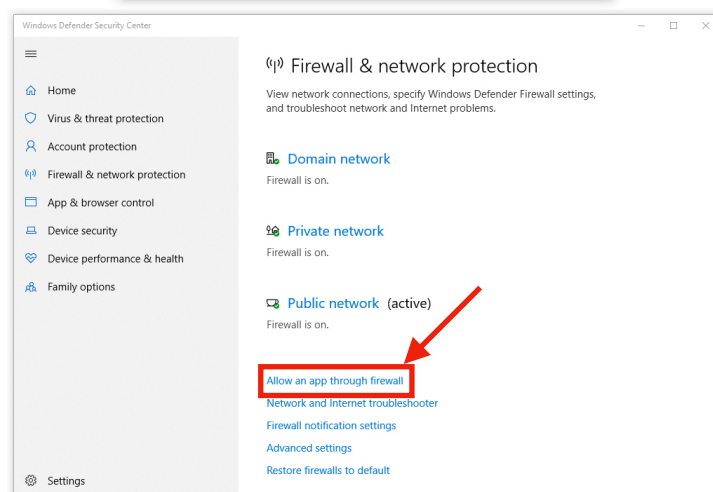 Windows Defender Security Center
Home
Virus & threat protection
Account protection
Firewall & network protection
App & browser control
Device security
Device performance & health
Family options
Settings
Firewall & network protection
View network connections, specify Windows Defender Firewall settings,
and troubleshoot network and Internet problems.
Domain network
Firewall is on.
Private network
Firewall is on.
Public network (active)
Firewall is on.
Allow an app through firewall
Network and Internet troubleshooter
Firewall notification settings
Advanced settings
Restore firewalls to default